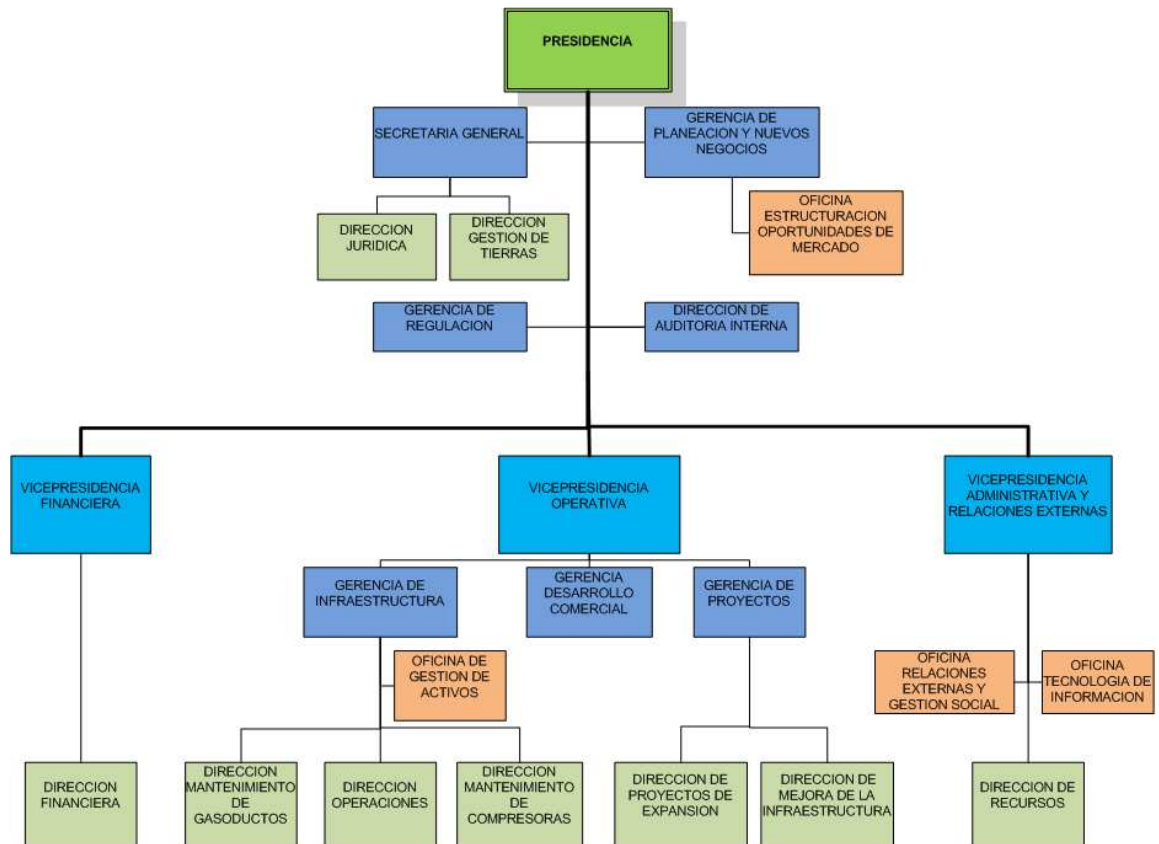 PRESIDENCIA
SECRETARIA GENERAL
GERENCIA DE
PLANEACION Y NUEVOS
NEGOCIOS
DIRECCION
JURIDICA
DIRECCION
GESTION DE
TIERRAS
OFICINA
ESTRUCTURACION
OPORTUNIDADES DE
MERCADO
GERENCIA DE
REGULACION
DIRECCION DE
AUDITORIA INTERNA
VICEPRESIDENCIA
FINANCIERA
VICEPRESIDENCIA
OPERATIVA
VICEPRESIDENCIA
ADMINISTRATIVA Y
RELACIONES EXTERNAS
GERENCIA DE
INFRAESTRUCTURA
GERENCIA
DESARROLLO
COMERCIAL
GERENCIA DE
PROYECTOS
OFICINA DE
GESTION DE
ACTIVOS
OFICINA
RELACIONES
EXTERNAS Y
GESTION SOCIAL
OFICINA
TECNOLOGIA DE
INFORMACION
DIRECCION
FINANCIERA
DIRECCION
MANTENIMIENTO
DE
GASODUCTOS
DIRECCION
OPERACIONES
DIRECCION
MANTENIMIENTO
DE
COMPRESORAS
DIRECCION DE
PROYECTOS DE
EXPANSION
DIRECCION DE
MEJORA DE LA
INFRAESTRUCTURA
DIRECCION DE
RECURSOS